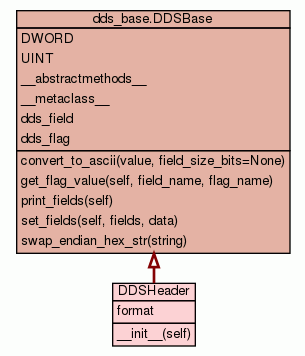 dds_base.DDSBase
DWORD
UINT
__abstractmethods__
__metaclass__
dds_field
dds_flag
convert_to_ascii(value, field_size_bits=None)
get_flag_value(self, field_name, flag_name)
print_fields(self)
set_fields(self, fields, data)
swap_endian_hex_str(string)
DDSHeader
format
__init__(self)